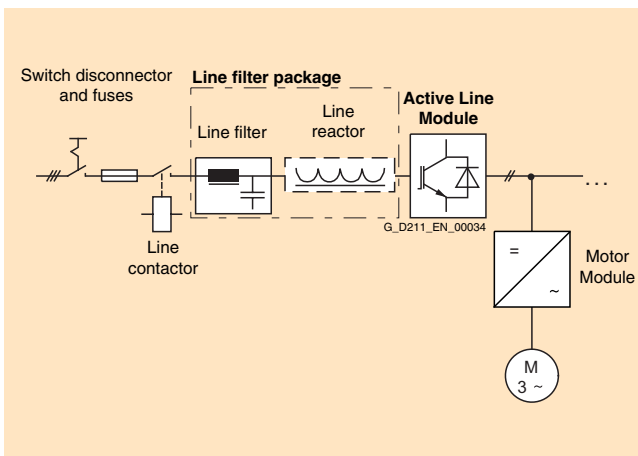 Switch disconnector
and fuses
Line filter package
Line filter
Line
reactor
Active Line
Module
G_D211_EN_00034
Line
contactor
...
=
~
Motor
Module
M
3 ~